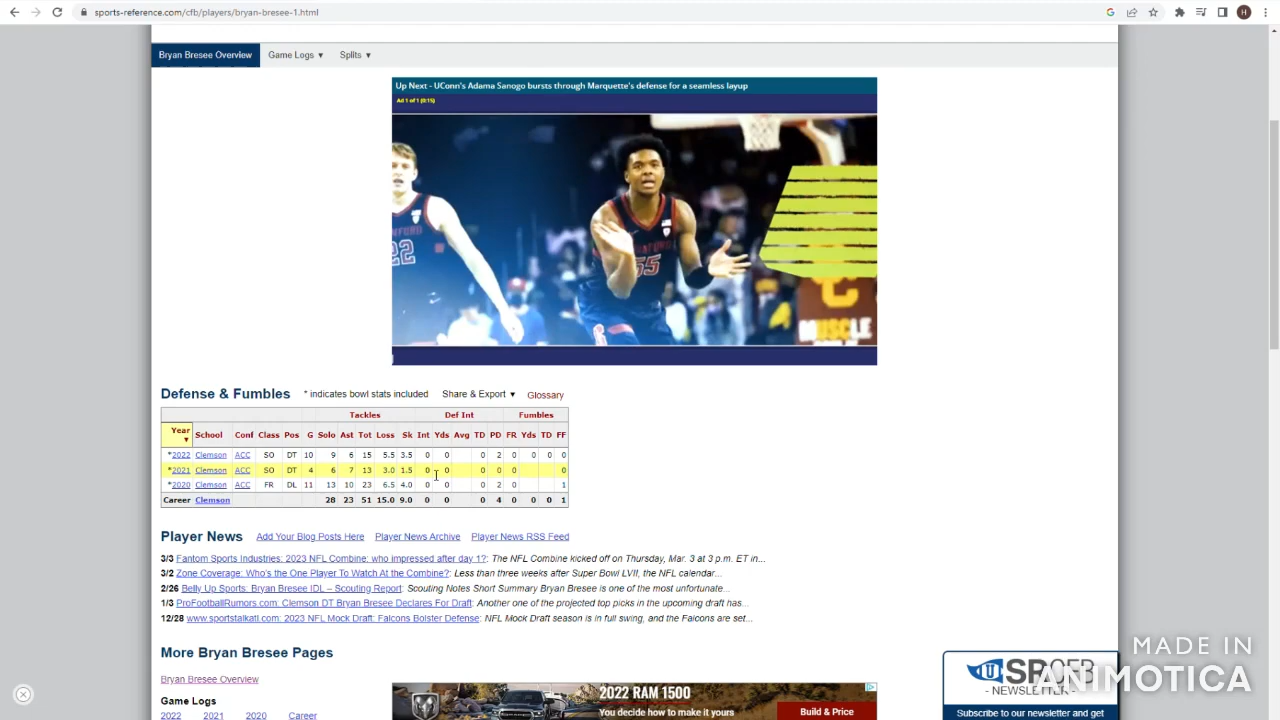 sports-reference.com/cfb/players/bryan-bresee-1.html
H
Bryan Bresee Overview Game Logs ▼ Splits ▼
Up Next - UConn's Adama Sanogo bursts through Marquette's defense for a seamless layup
Ad 1 of 1 (0:15)
22
55
MUSCLE
Defense & Fumbles * indicates bowl stats included Share & Export ▼ Glossary
Tackles Def Int Fumbles
Year ▼ School Conf Class Pos G Solo Ast Tot Loss Sk Int Yds Avg TD PD FR Yds TD FF
*2022 Clemson ACC SO DT 10 9 6 15 5.5 3.5 0 0 0 2 0 0 0 0
*2021 Clemson ACC SO DT 4 6 7 13 3.0 1.5 0 0 0 0 0 0
*2020 Clemson ACC FR DL 11 13 10 23 6.5 4.0 0 0 0 2 0 1
Career Clemson 28 23 51 15.0 9.0 0 0 0 4 0 0 0 1
Player News Add Your Blog Posts Here Player News Archive Player News RSS Feed
3/3 Fantom Sports Industries: 2023 NFL Combine: who impressed after day 1?: The NFL Combine kicked off on Thursday, Mar. 3 at 3 p.m. ET in...
3/2 Zone Coverage: Who's the One Player To Watch At the Combine?: Less than three weeks after Super Bowl LVII, the NFL calendar...
2/26 Belly Up Sports: Bryan Bresee IDL – Scouting Report: Scouting Notes Short Summary Bryan Bresee is one of the most unfortunate...
1/3 ProFootballRumors.com: Clemson DT Bryan Bresee Declares For Draft: Another one of the projected top picks in the upcoming draft has...
12/28 www.sportstalkatl.com: 2023 NFL Mock Draft: Falcons Bolster Defense: NFL Mock Draft season is in full swing, and the Falcons are set...
More Bryan Bresee Pages
Bryan Bresee Overview
Game Logs
2022 2021 2020 Career
RAM
2022 RAM 1500
You decide how to make it yours
Build & Price
- NEWSLETTER -
Subscribe to our newsletter and get
MADE IN
ANIMOTICA